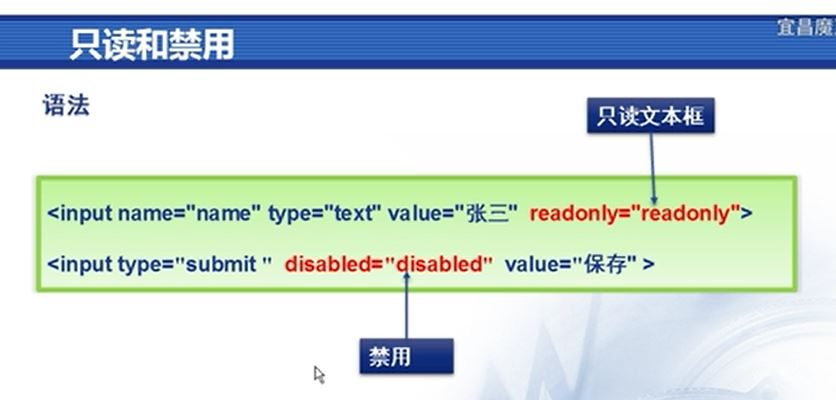 宜昌魔
只读和禁用
语法
只读文本框
<input name="name" type="text" value="张三" readonly="readonly">
<input type="submit " disabled="disabled" value="保存" >
禁用